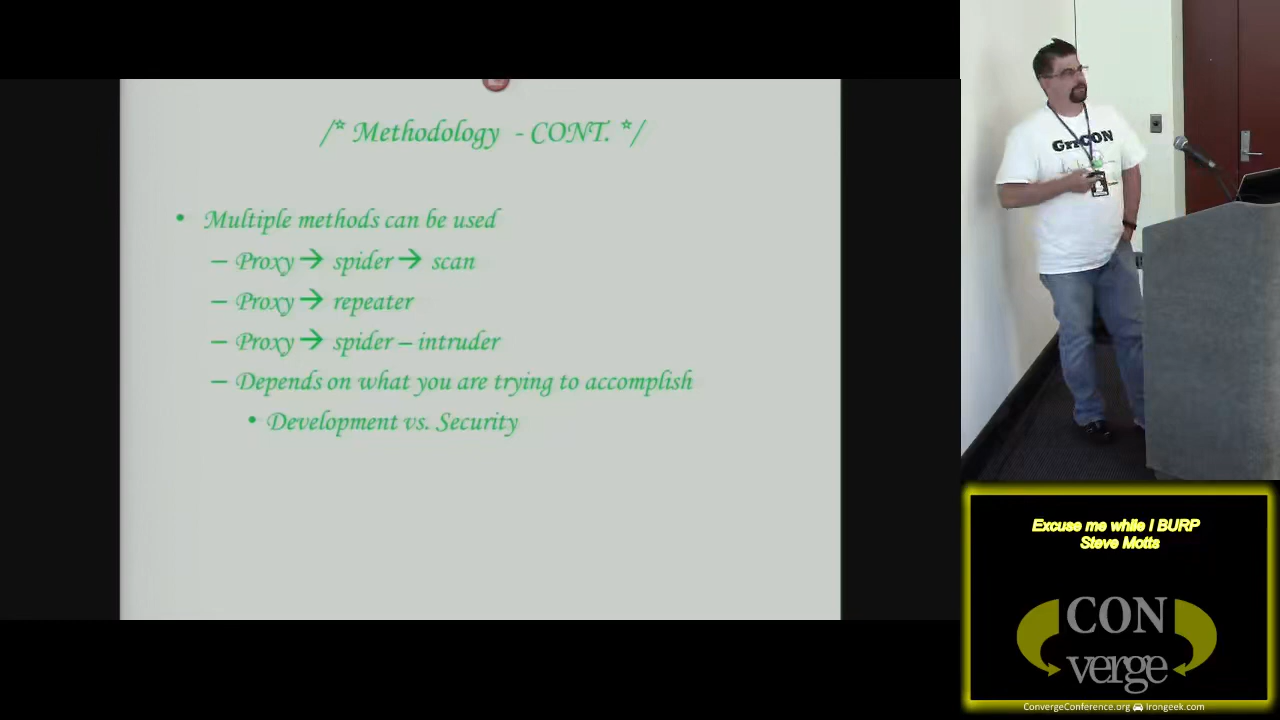 /* Methodology - CONT. */
• Multiple methods can be used
– Proxy → spider → scan
– Proxy → repeater
– Proxy → spider – intruder
– Depends on what you are trying to accomplish
• Development vs. Security
GrrCON
Excuse me while I BURP
Steve Motts
CON
verge
ConvergeConference.org Irongeek.com